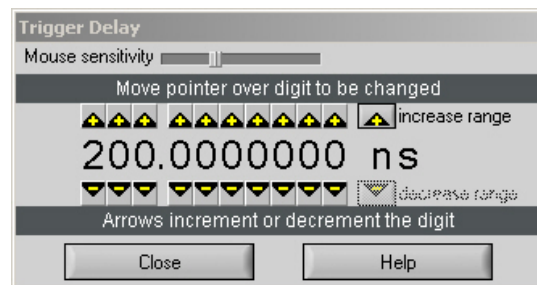 Trigger Delay
Mouse sensitivity
Move pointer over digit to be changed
increase range
200.0000000 ns
decrease range
Arrows increment or decrement the digit
Close Help